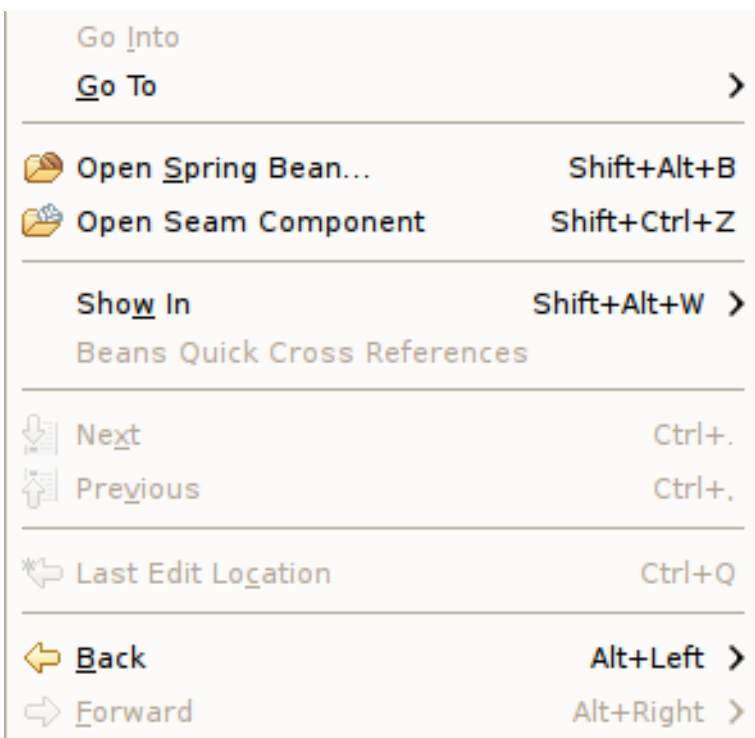 Go Into
Go To
Open Spring Bean... Shift+Alt+B
Open Seam Component Shift+Ctrl+Z
Show In Shift+Alt+W
Beans Quick Cross References
Next Ctrl+.
Previous Ctrl+,
Last Edit Location Ctrl+Q
Back Alt+Left
Forward Alt+Right